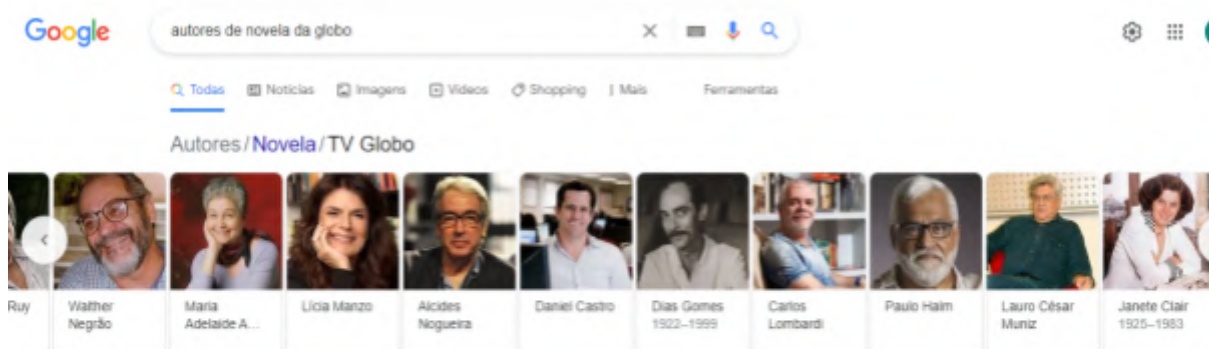 Google
autores de novela da globo
Todas Notícias Imagens Vídeos Shopping Mais Ferramentas
Autores/Novela/TV Globo
Ruy
Walther
Negrão
Maria
Adelaide A...
Lícia Manzo
Alcides
Nogueira
Daniel Castro
Dias Gomes
1922–1999
Carlos
Lombardi
Paulo Halm
Lauro César
Muniz
Janete Clair
1925–1983